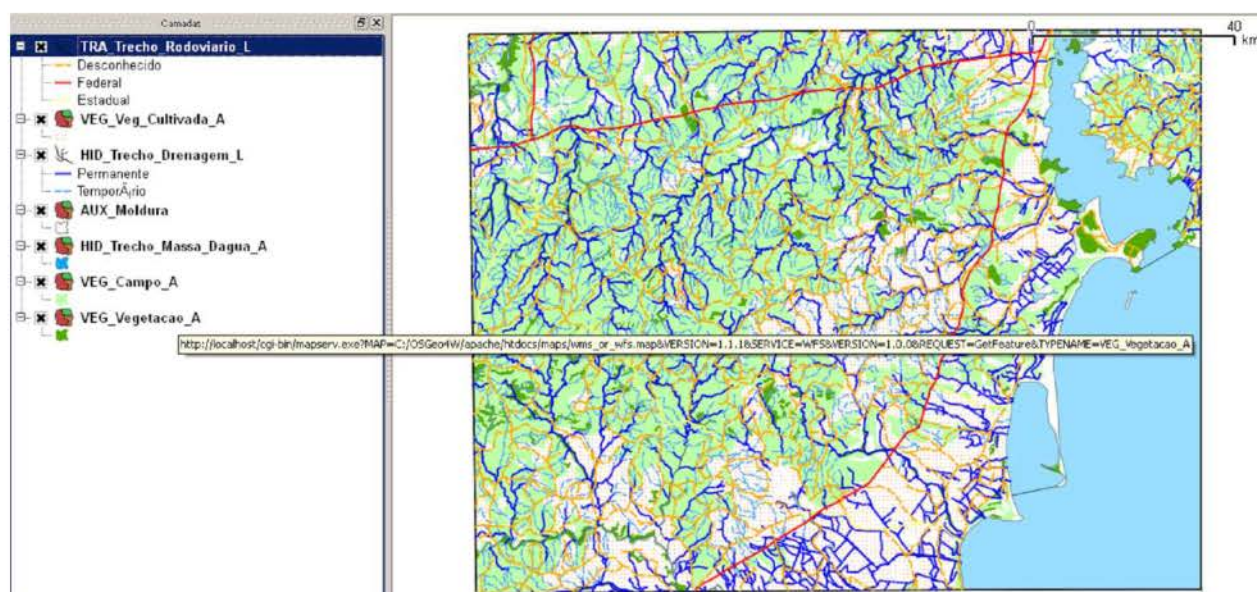 Camadas
0 40
km
TRA_Trecho_Rodoviario_L
Desconhecido
Federal
Estadual
VEG_Veg_Cultivada_A
HID_Trecho_Drenagem_L
Permanente
TemporÃ¡rio
AUX_Moldura
HID_Trecho_Massa_Dagua_A
VEG_Campo_A
VEG_Vegetacao_A
http://localhost/cgi-bin/mapserv.exe?MAP=C:/OSGeo4W/apache/htdocs/maps/wms_or_wfs.map&VERSION=1.1.1&SERVICE=WFS&VERSION=1.0.0&REQUEST=GetFeature&TYPENAME=VEG_Vegetacao_A